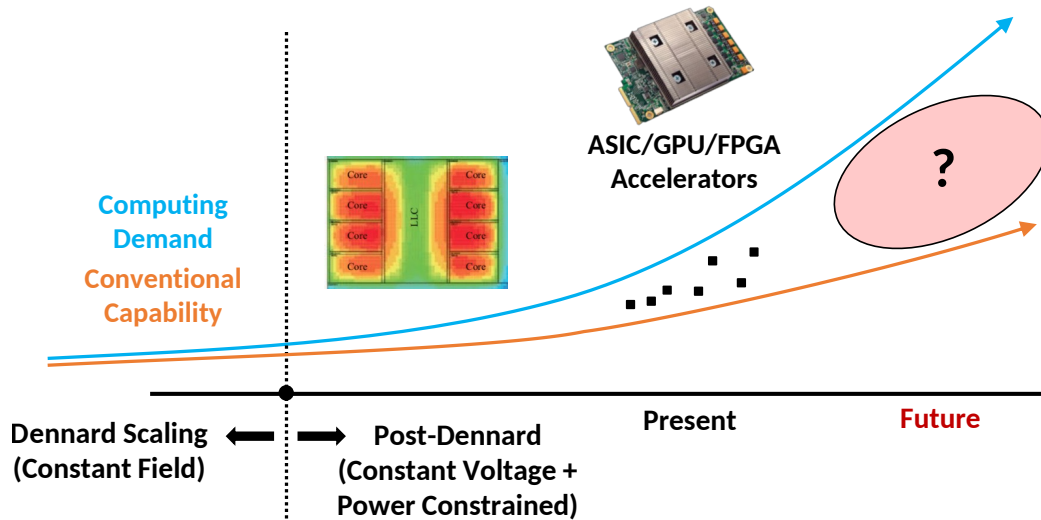 ASIC/GPU/FPGA
Accelerators
?
Core
Core
Core
Core
LLC
Core
Core
Core
Core
Computing
Demand
Conventional
Capability
Present
Future
Dennard Scaling
(Constant Field)
Post-Dennard
(Constant Voltage +
Power Constrained)